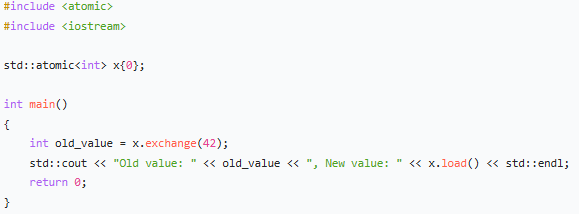 #include <atomic>
#include <iostream>

std::atomic<int> x{0};

int main()
{
    int old_value = x.exchange(42);
    std::cout << "Old value: " << old_value << ", New value: " << x.load() << std::endl;
    return 0;
}